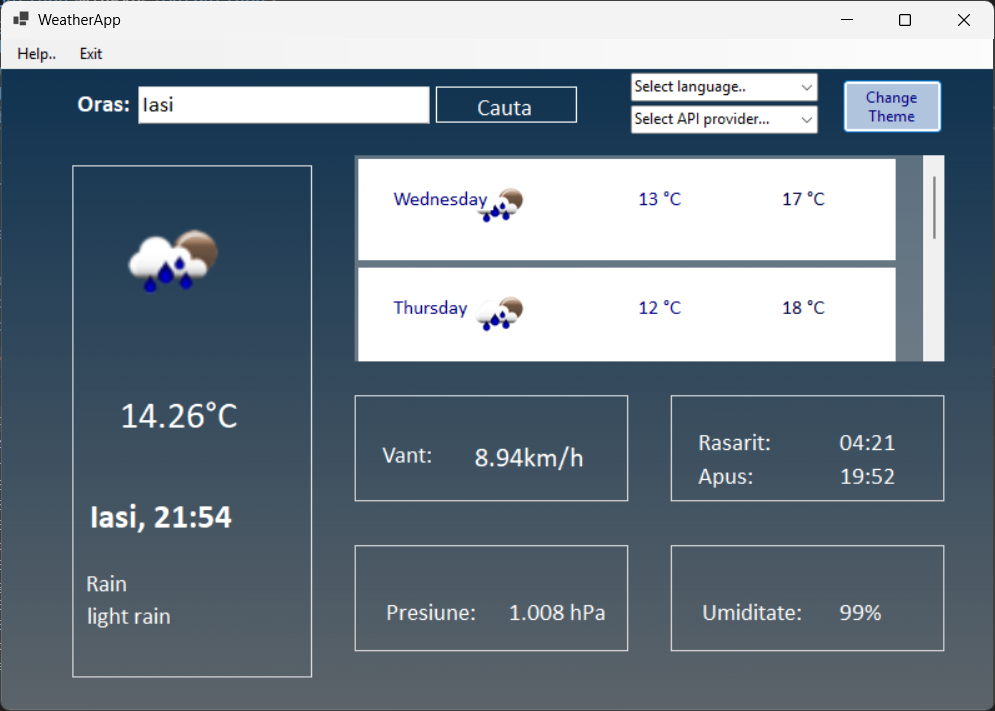 WeatherApp
Help.. Exit
Oras: Iasi Cauta
Select language..
Select API provider...
Change
Theme
Wednesday 13 °C 17 °C
Thursday 12 °C 18 °C
14.26°C
Iasi, 21:54
Rain
light rain
Vant: 8.94km/h
Rasarit: 04:21
Apus: 19:52
Presiune: 1.008 hPa
Umiditate: 99%